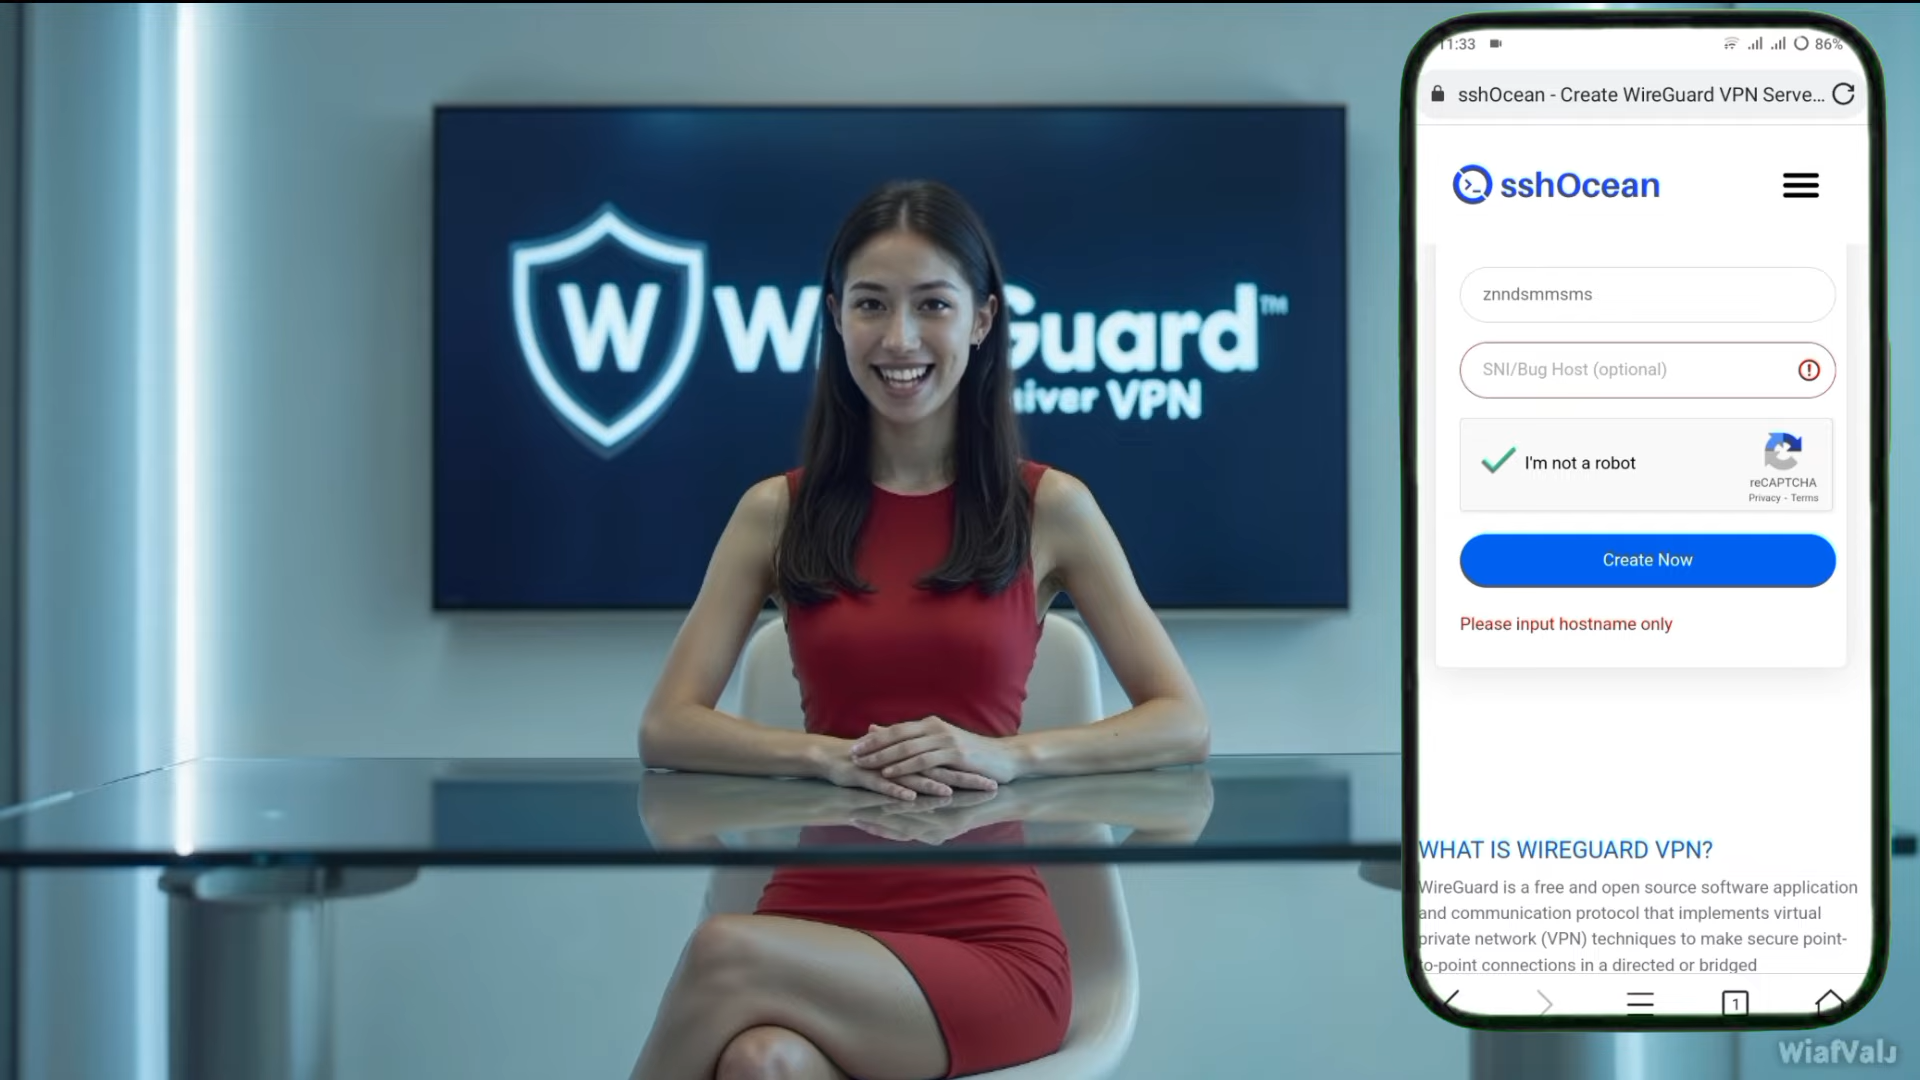 W
W Guard™
iver VPN
11:33
86%
sshOcean - Create WireGuard VPN Serve...
sshOcean
znndsmmsms
SNI/Bug Host (optional)
I'm not a robot
reCAPTCHA
Privacy - Terms
Create Now
Please input hostname only
WHAT IS WIREGUARD VPN?
WireGuard is a free and open source software application
and communication protocol that implements virtual
private network (VPN) techniques to make secure point-
to-point connections in a directed or bridged
1
WiafVaIJ